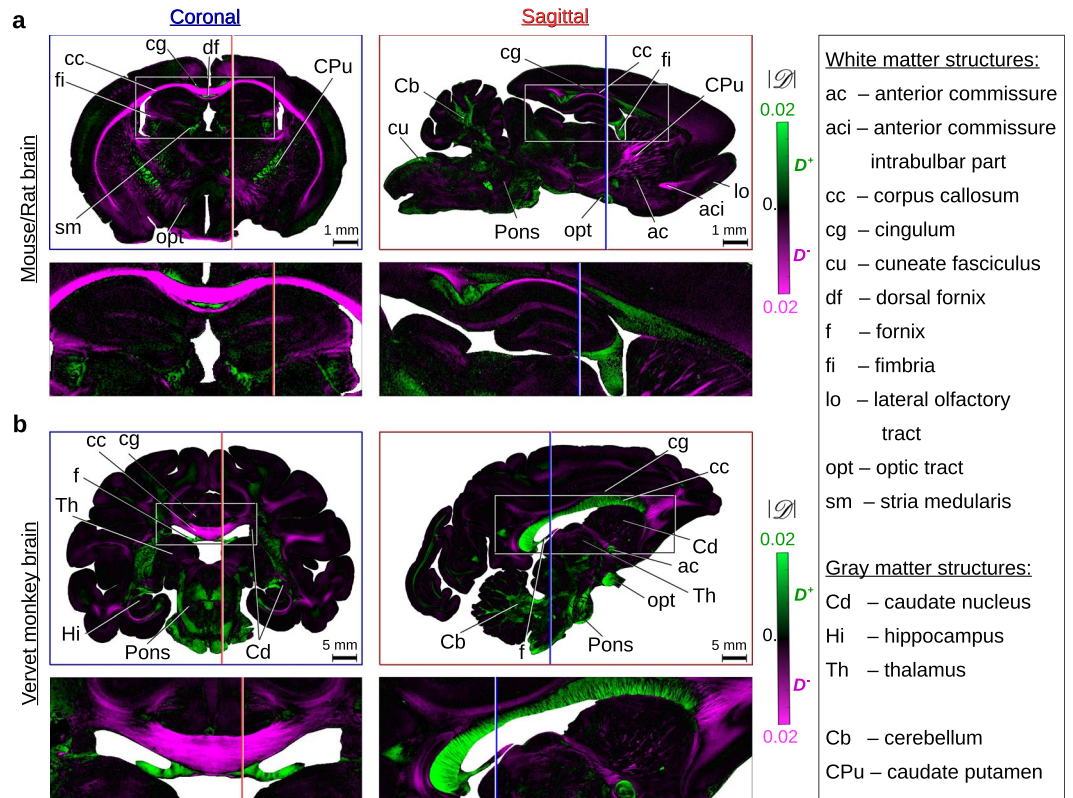 a
Coronal
Sagittal
Mouse/Rat brain
cc
cg
df
fi
CPu
sm
opt
1 mm
cg
cc
fi
Cb
CPu
cu
lo
aci
Pons
opt
ac
1 mm
|𝒟|
0.02
D⁺
0.
D⁻
0.02
b
Vervet monkey brain
cc
cg
f
Th
Hi
Pons
Cd
5 mm
cg
cc
Cd
ac
Th
opt
Cb
f
Pons
5 mm
|𝒟|
0.02
D⁺
0.
D⁻
0.02
White matter structures:
ac – anterior commissure
aci – anterior commissure
intrabulbar part
cc – corpus callosum
cg – cingulum
cu – cuneate fasciculus
df – dorsal fornix
f – fornix
fi – fimbria
lo – lateral olfactory
tract
opt – optic tract
sm – stria medularis
Gray matter structures:
Cd – caudate nucleus
Hi – hippocampus
Th – thalamus
Cb – cerebellum
CPu – caudate putamen